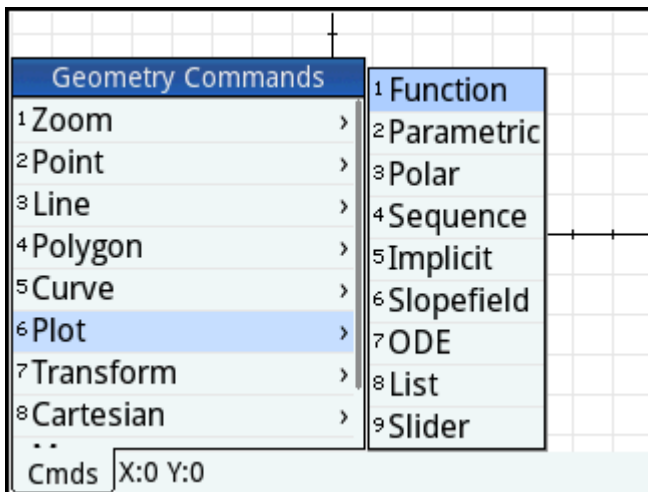 Geometry Commands
1 Zoom ›
2 Point ›
3 Line ›
4 Polygon ›
5 Curve ›
6 Plot ›
7 Transform ›
8 Cartesian ›
1 Function
2 Parametric
3 Polar
4 Sequence
5 Implicit
6 Slopefield
7 ODE
8 List
9 Slider
Cmds X:0 Y:0